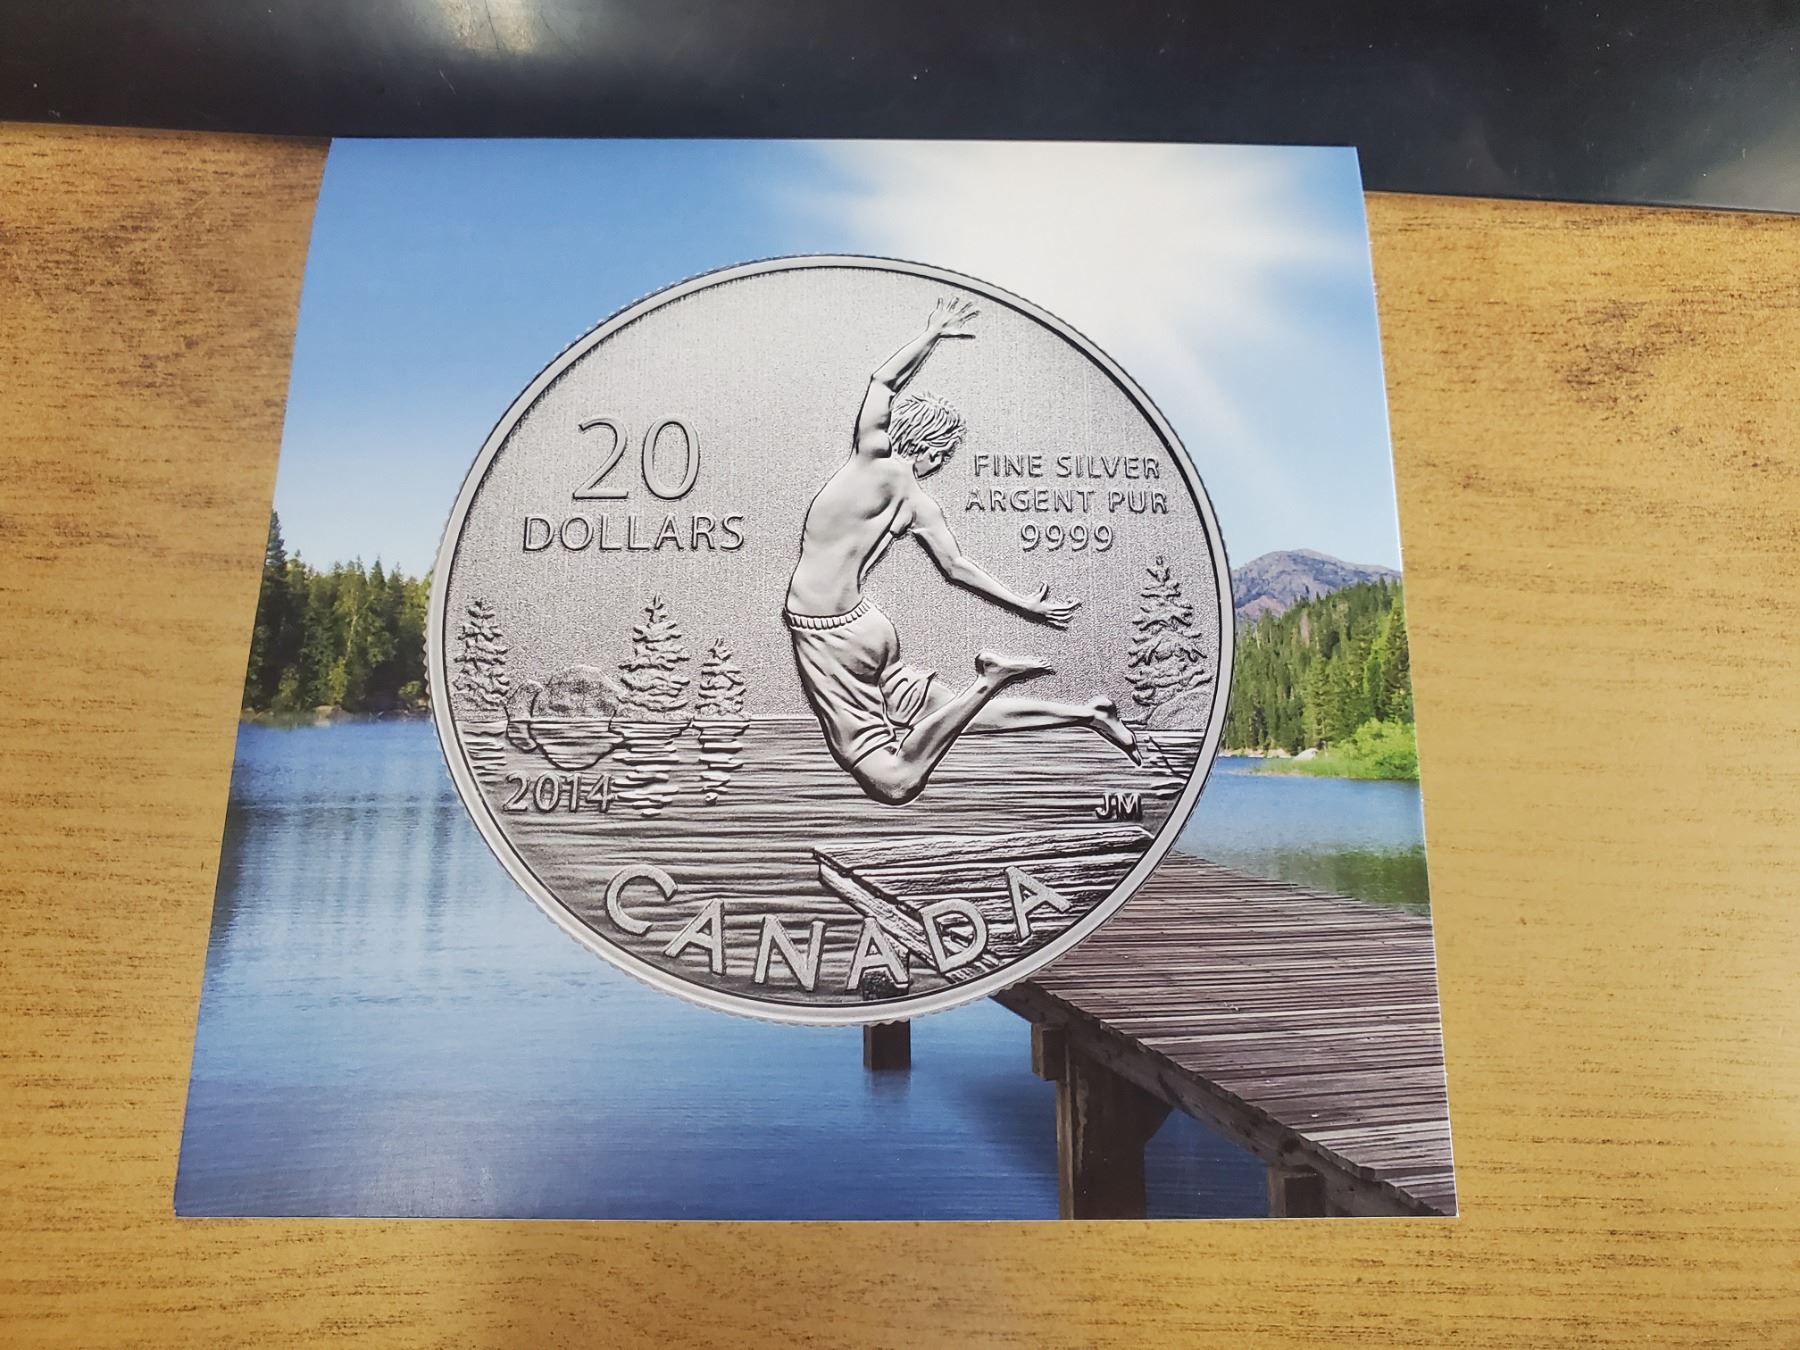 20
DOLLARS
FINE SILVER
ARGENT PUR
9999
2014
JM
CANADA